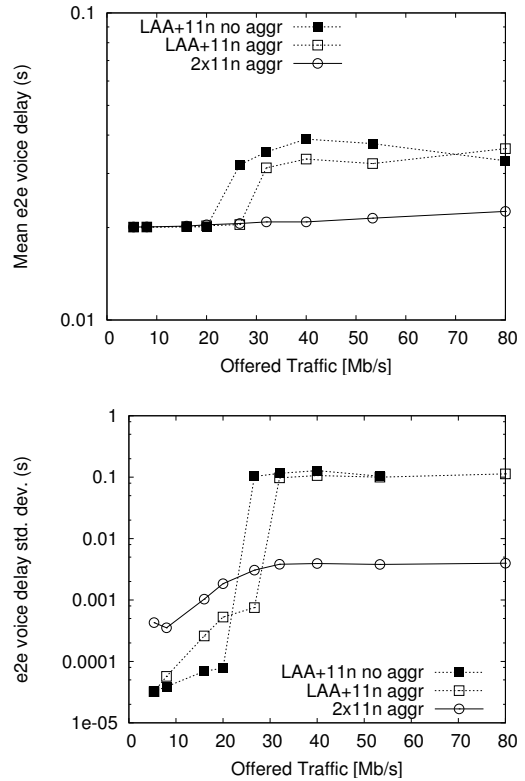 LAA+11n no aggr
LAA+11n aggr
2x11n aggr
0.1
0.01
Mean e2e voice delay (s)
0 10 20 30 40 50 60 70 80
Offered Traffic [Mb/s]
1
0.1
0.01
0.001
0.0001
1e-05
e2e voice delay std. dev. (s)
LAA+11n no aggr
LAA+11n aggr
2x11n aggr
0 10 20 30 40 50 60 70 80
Offered Traffic [Mb/s]